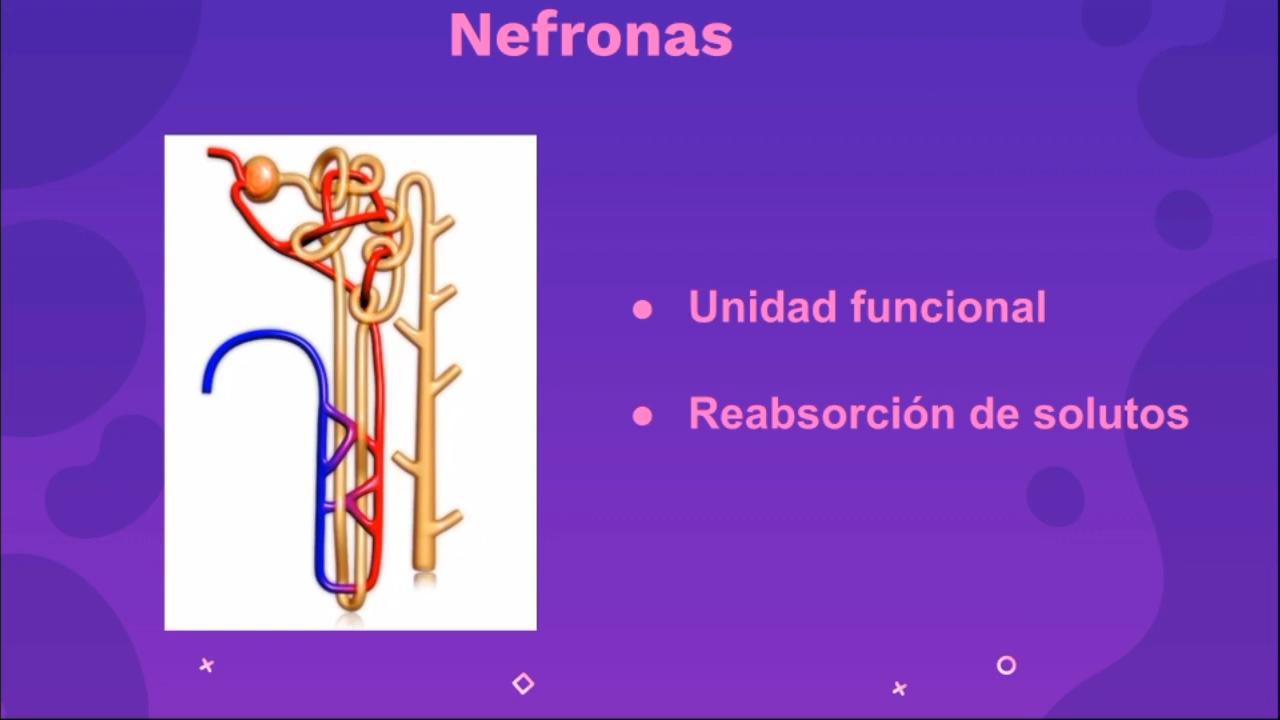 Nefronas
● Unidad funcional
● Reabsorción de solutos